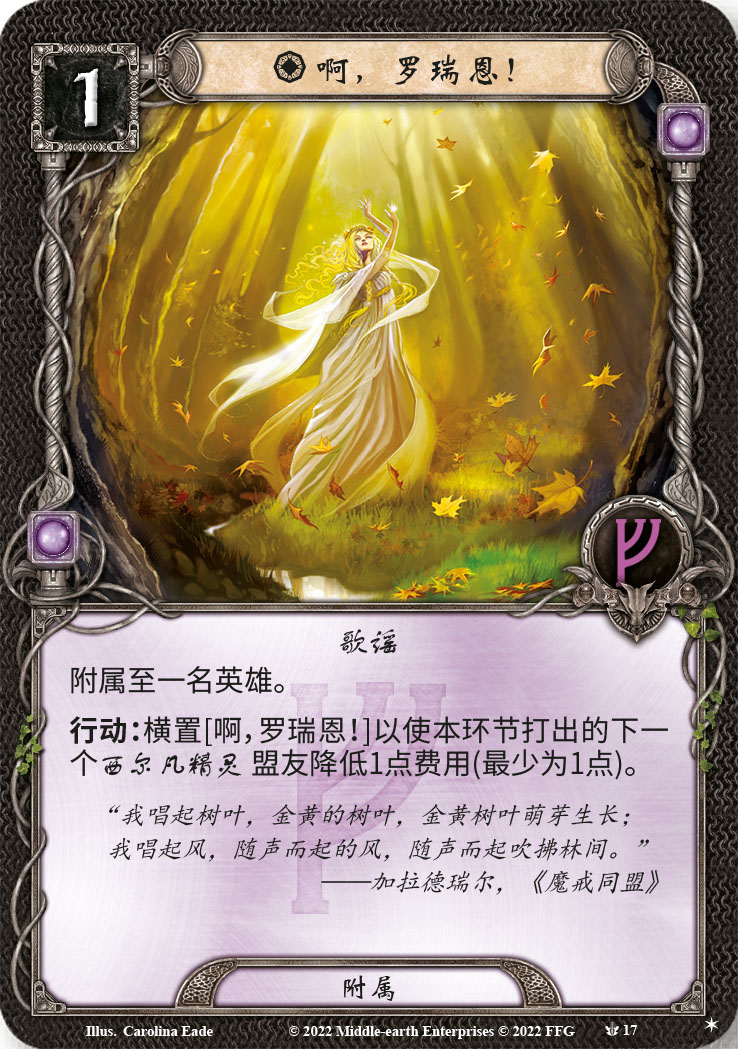 1
啊，罗瑞恩！
歌谣
附属至一名英雄。
行动：横置[啊，罗瑞恩！]以使本环节打出的下一
个西尔凡精灵 盟友降低1点费用(最少为1点)。
“我唱起树叶，金黄的树叶，金黄树叶萌芽生长；
我唱起风，随声而起的风，随声而起吹拂林间。”
——加拉德瑞尔，《魔戒同盟》
附属
Illus. Carolina Eade © 2022 Middle-earth Enterprises © 2022 FFG 17